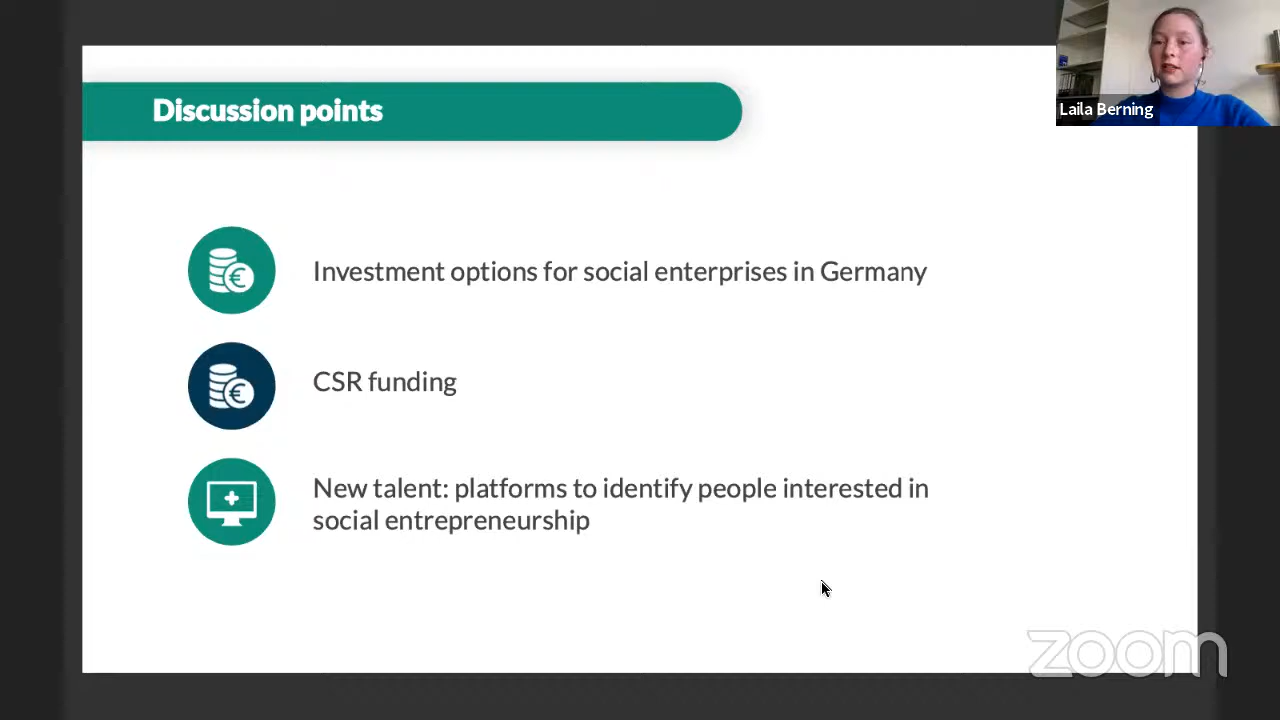 Discussion points
Laila Berning
Investment options for social enterprises in Germany
CSR funding
New talent: platforms to identify people interested in
social entrepreneurship
zoom